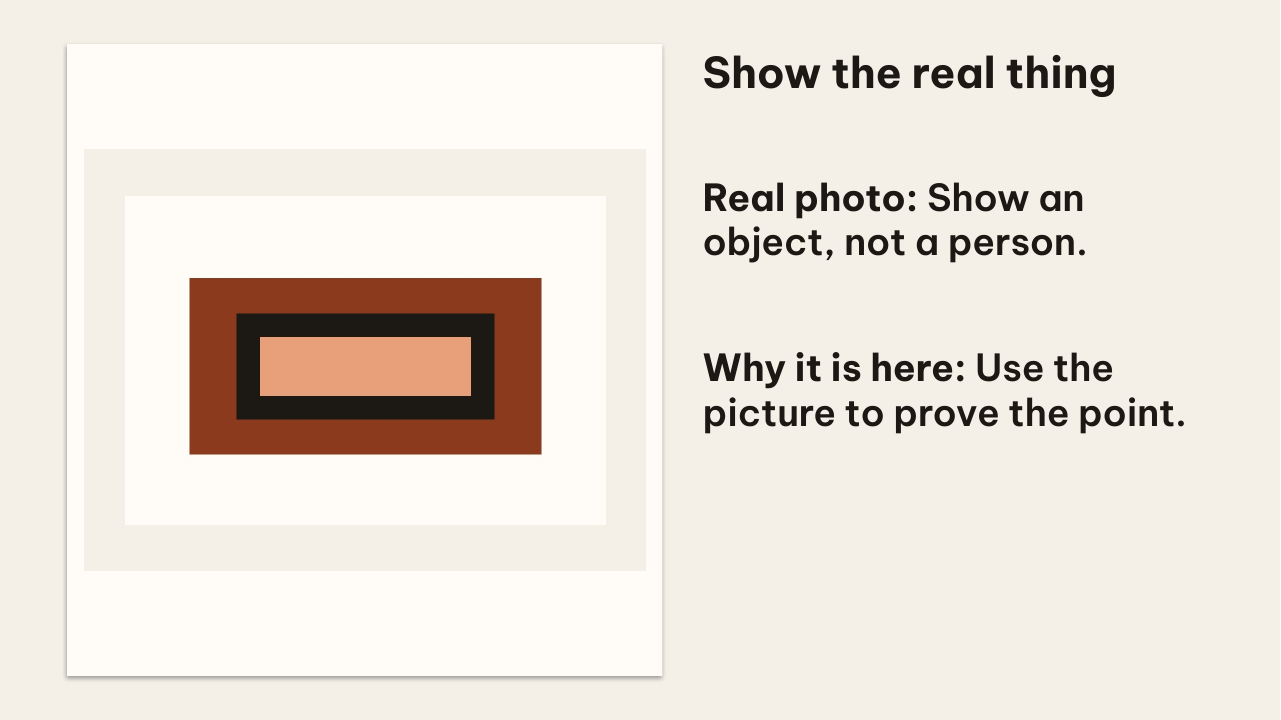 Show the real thing
Real photo: Show an
object, not a person.
Why it is here: Use the
picture to prove the point.